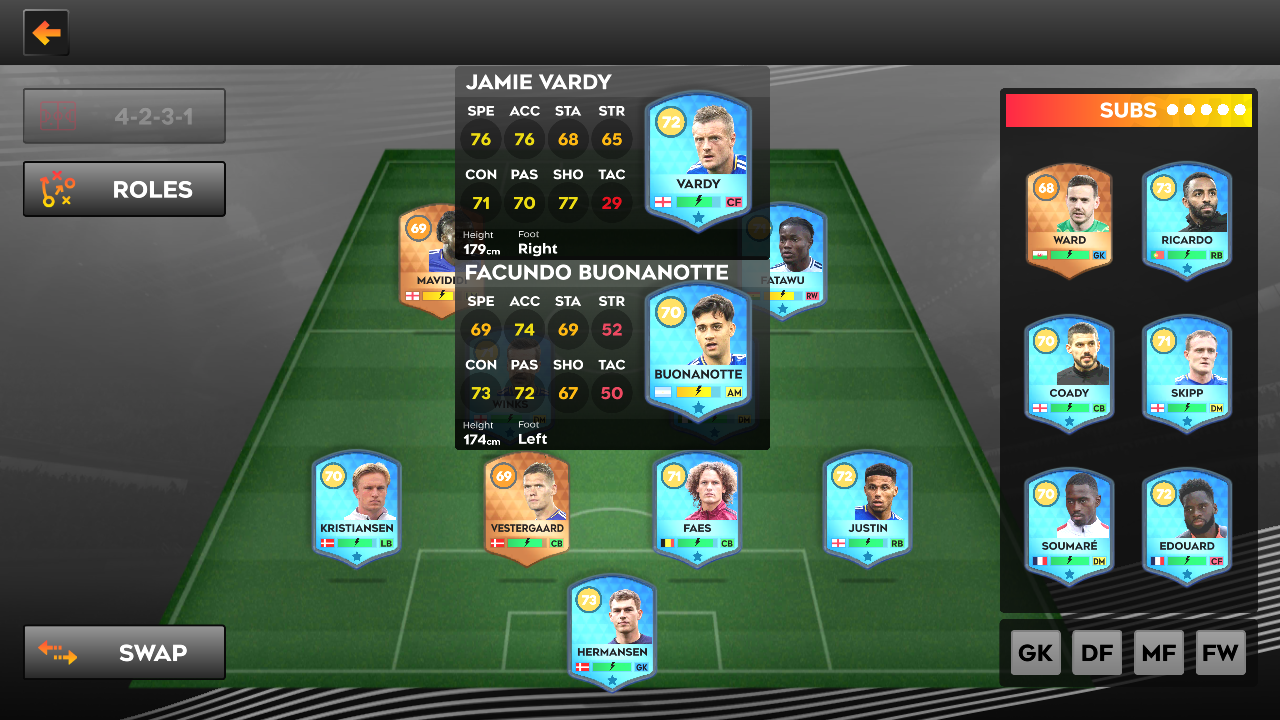 4-2-3-1
ROLES
JAMIE VARDY
SPE ACC STA STR
76 76 68 65
CON PAS SHO TAC
71 70 77 29
Height Foot
179cm Right
72
VARDY
CF
FACUNDO BUONANOTTE
SPE ACC STA STR
69 74 69 52
CON PAS SHO TAC
73 72 67 50
Height Foot
174cm Left
70
BUONANOTTE
AM
69
MAVIDIDI
FATAWU
RW
WINKS
DM
DM
70
KRISTIANSEN
LB
69
VESTERGAARD
CB
71
FAES
CB
72
JUSTIN
RB
73
HERMANSEN
GK
SUBS
68
WARD
GK
73
RICARDO
RB
70
COADY
CB
71
SKIPP
DM
70
SOUMARÉ
DM
72
EDOUARD
CF
SWAP
GK DF MF FW